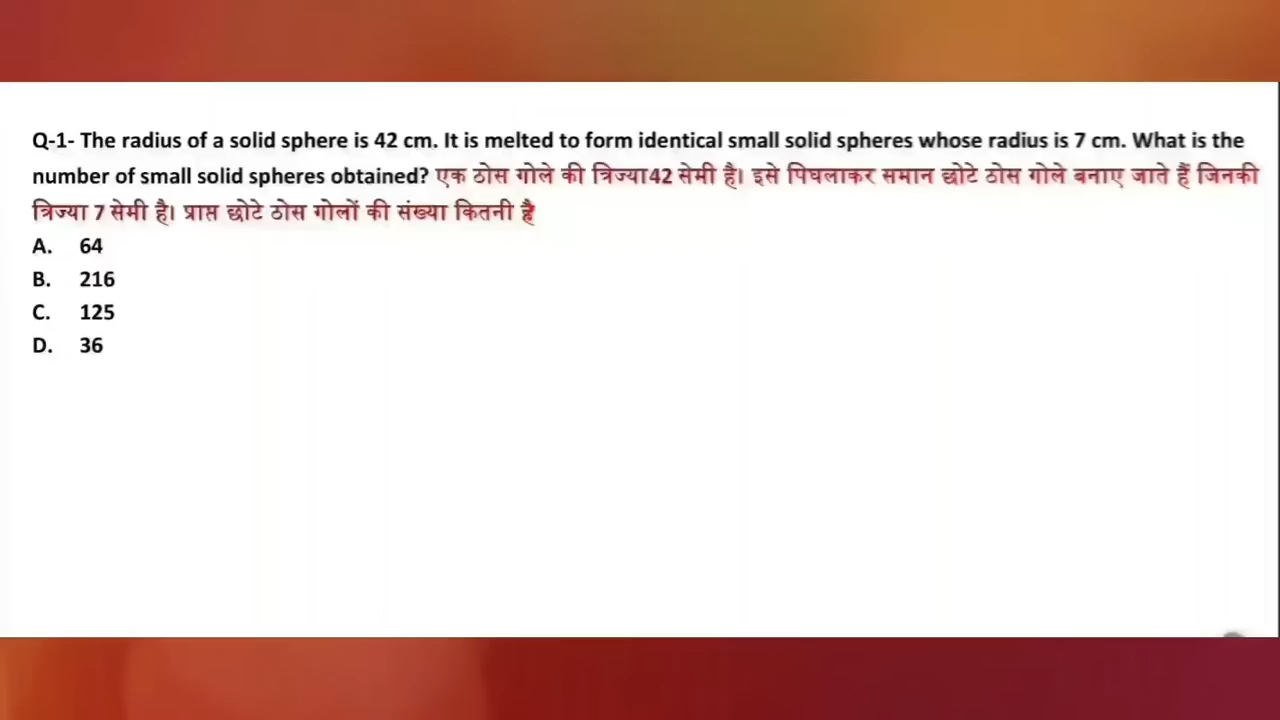 Q-1- The radius of a solid sphere is 42 cm. It is melted to form identical small solid spheres whose radius is 7 cm. What is the
number of small solid spheres obtained? एक ठोस गोले की त्रिज्या42 सेमी है। इसे पिघलाकर समान छोटे ठोस गोले बनाए जाते हैं जिनकी
त्रिज्या 7 सेमी है। प्राप्त छोटे ठोस गोलों की संख्या कितनी है
A. 64
B. 216
C. 125
D. 36